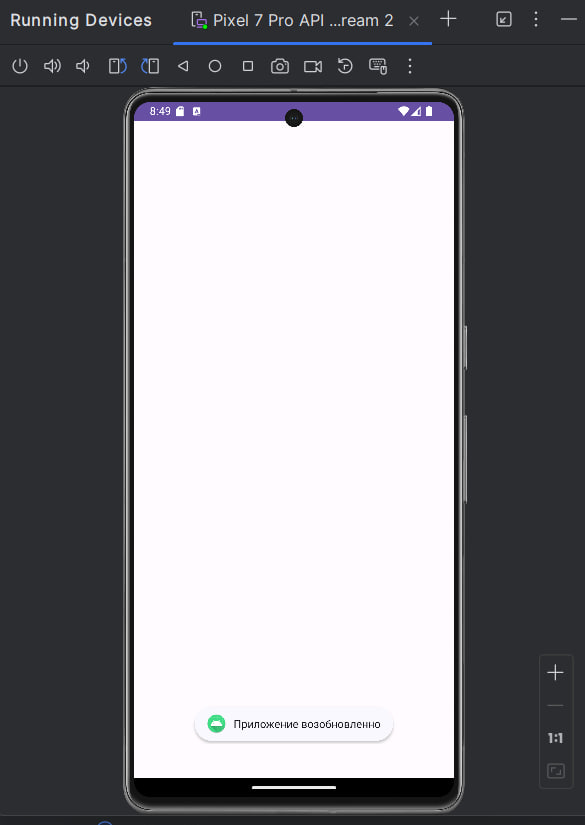 Running Devices
Pixel 7 Pro API ...ream 2
8:49
Приложение возобновленно
1:1